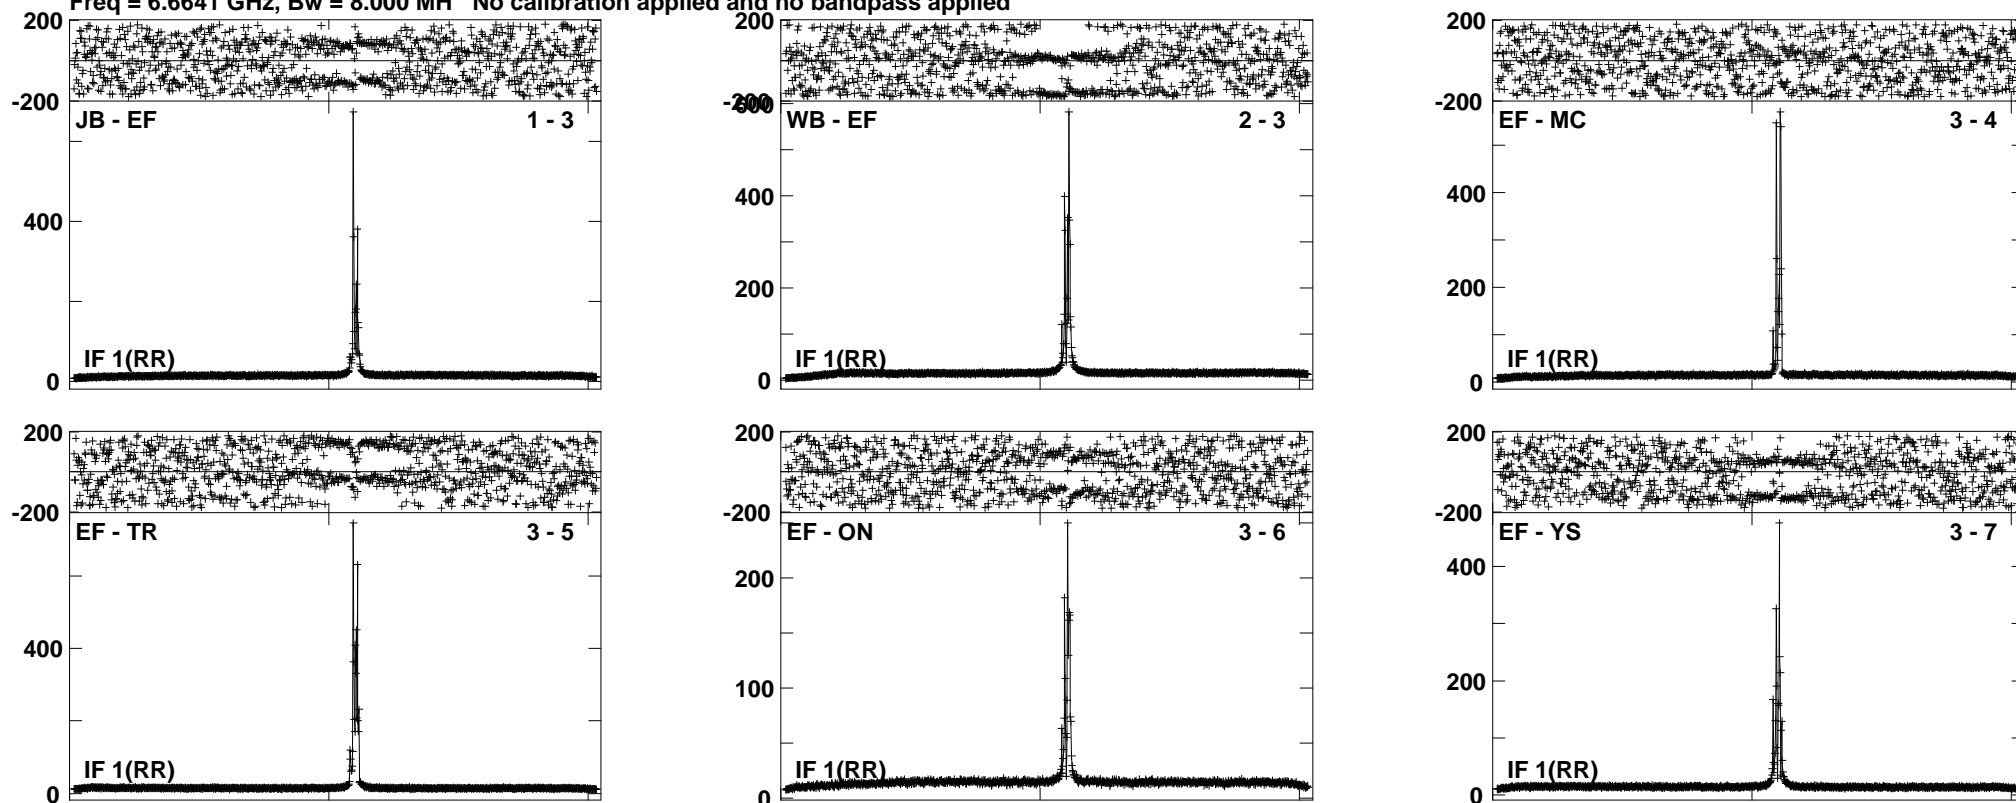 Freq = 6.6641 GHz, Bw = 8.000 MH No calibration applied and no bandpass applied
200
-200
JB - EF
1 - 3
400
0
IF 1(RR)
200
-200
600
WB - EF
2 - 3
400
200
0
IF 1(RR)
200
-200
EF - MC
3 - 4
400
200
0
IF 1(RR)
200
-200
EF - TR
3 - 5
400
0
IF 1(RR)
200
-200
EF - ON
3 - 6
200
100
0
IF 1(RR)
200
-200
EF - YS
3 - 7
400
200
0
IF 1(RR)